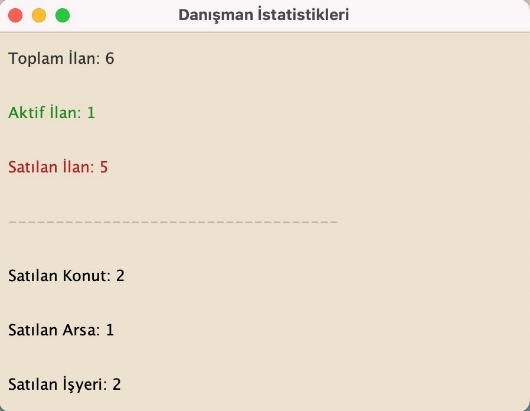 Danışman İstatistikleri
Toplam İlan: 6
Aktif İlan: 1
Satılan İlan: 5
-----------------------------------
Satılan Konut: 2
Satılan Arsa: 1
Satılan İşyeri: 2